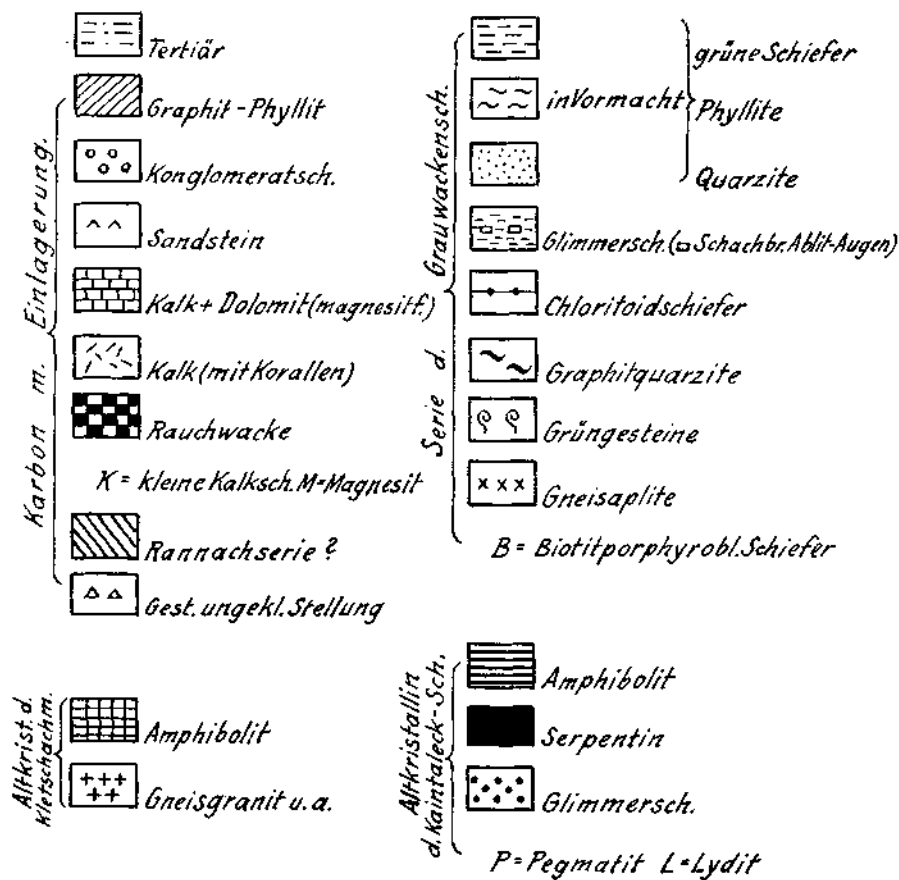 Tertiär
Karbon m. Einlagerung.
Graphit-Phyllit
Konglomeratsch.
Sandstein
Kalk+Dolomit(magnesitf.)
Kalk(mit Korallen)
Rauchwacke
K = kleine Kalksch. M=Magnesit
Rannachserie ?
Gest. ungekl. Stellung
Serie d. Grauwackensch.
in Vormacht
grüne Schiefer
Phyllite
Quarzite
Glimmersch.(▭Schachbr. Ablit-Augen)
Chloritoidschiefer
Graphitquarzite
Grüngesteine
Gneisaplite
B = Biotitporphyrobl. Schiefer
Altkrist. d.
Kletschachm.
Amphibolit
Gneisgranit u.a.
Altkristallin
d. Kaintaleck-Sch.
Amphibolit
Serpentin
Glimmersch.
P = Pegmatit L = Lydit